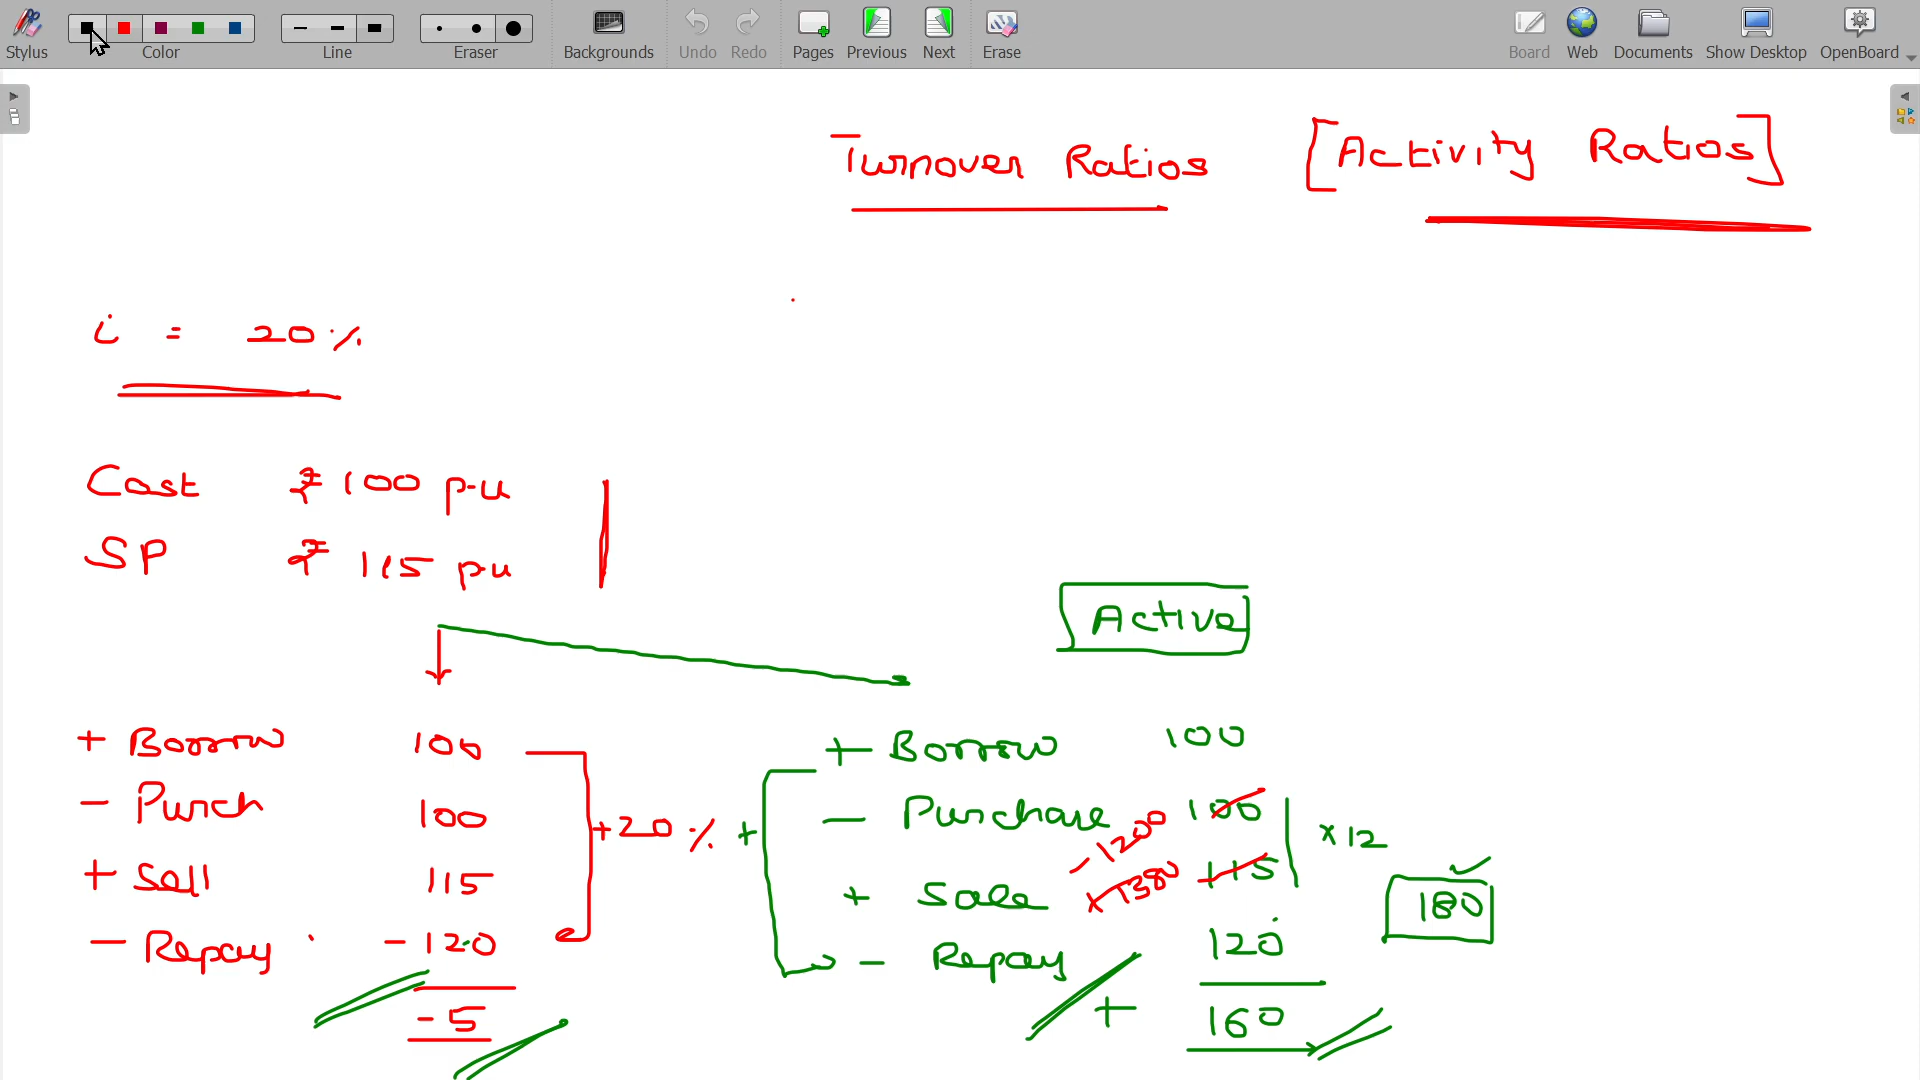 Stylus Color Line Eraser Backgrounds Undo Redo Pages Previous Next Erase Board Web Documents Show Desktop OpenBoard
Turnover Ratios [Activity Ratios]
i = 20%
Cost ₹ 100 p.u
SP ₹ 115 pu
Active
+ Borrow 100
- Purch 100
+ Sell 115
- Repay - 120
- 5
+ 20 % +
+ Borrow 100
- Purchase 100 x 12
- 1200
+ Sale x 1380 115
180
- Repay 120
+ 160